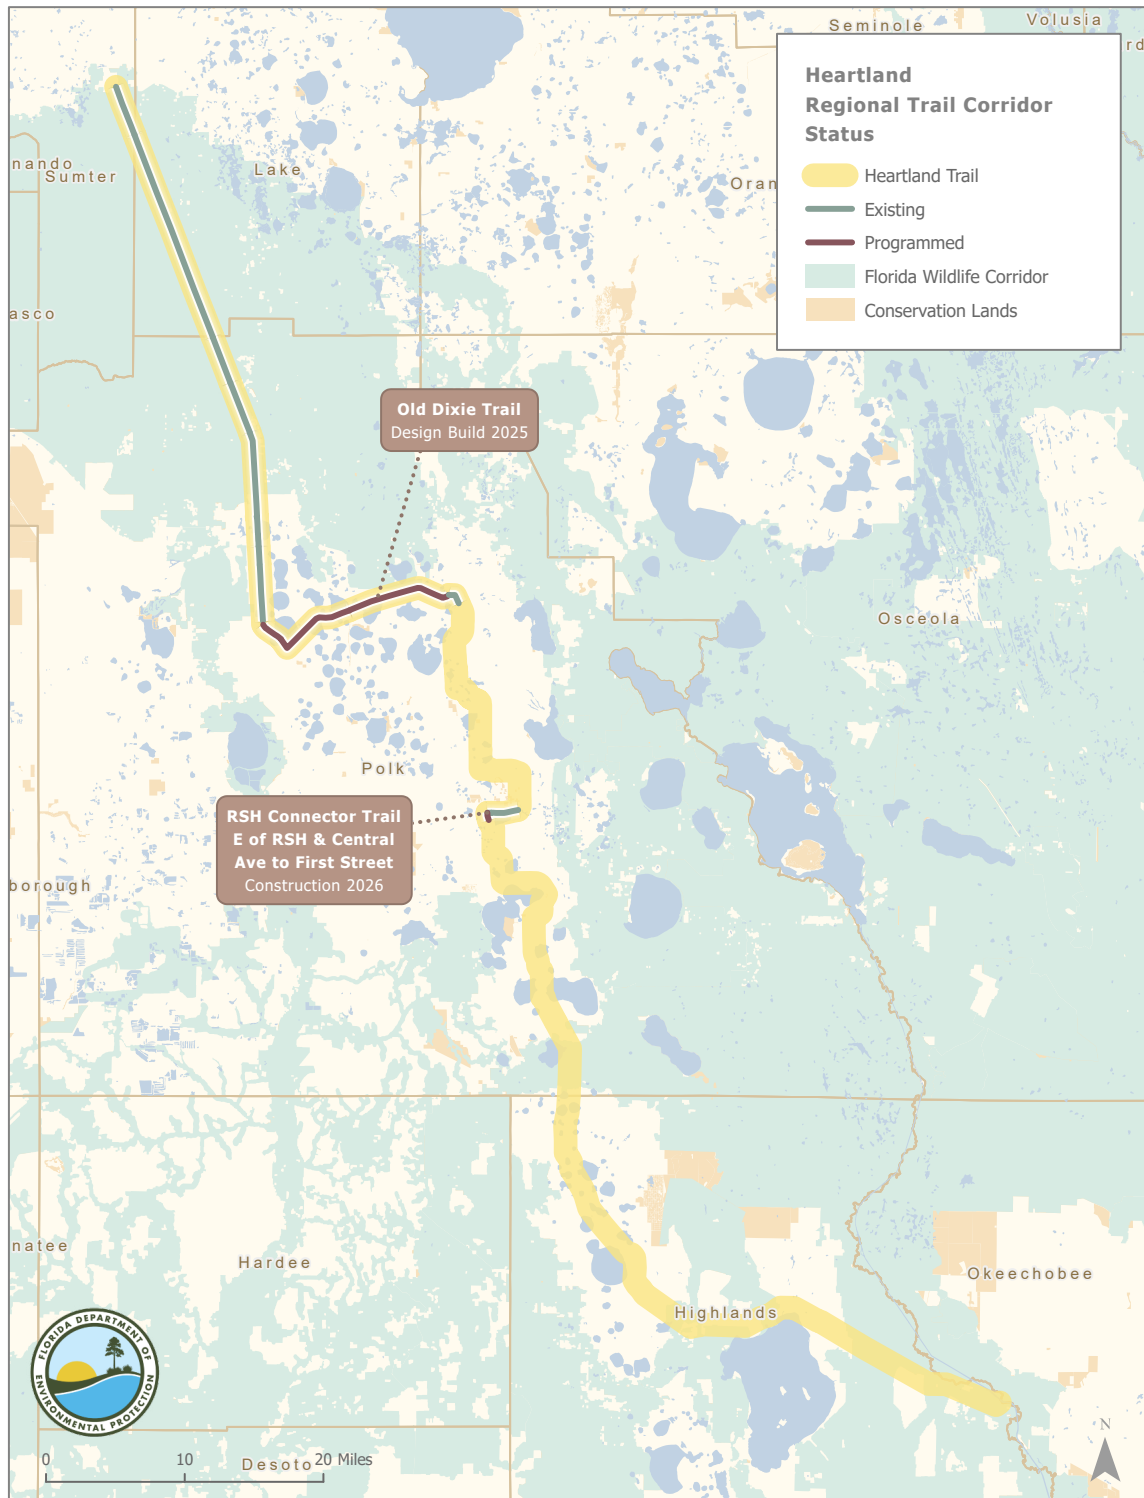 Seminole
Volusia
rd
Heartland
Regional Trail Corridor
Status
Heartland Trail
Existing
Programmed
Florida Wildlife Corridor
Conservation Lands
nando
Sumter
Lake
Oran
asco
Old Dixie Trail
Design Build 2025
Osceola
Polk
RSH Connector Trail
E of RSH & Central
Ave to First Street
Construction 2026
borough
natee
Hardee
Okeechobee
Highlands
FLORIDA DEPARTMENT OF
ENVIRONMENTAL PROTECTION
N
0 10 20 Miles
Desoto